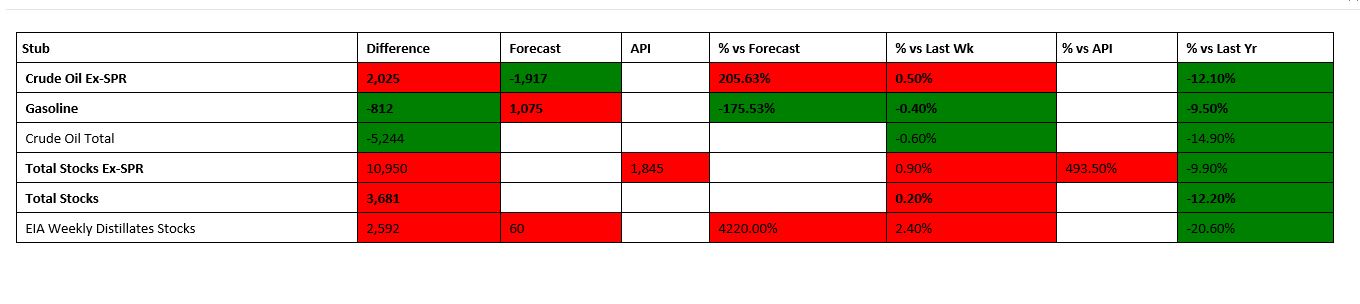 Stub Difference Forecast API % vs Forecast % vs Last Wk % vs API % vs Last Yr
Crude Oil Ex-SPR 2,025 -1,917 205.63% 0.50% -12.10%
Gasoline -812 1,075 -175.53% -0.40% -9.50%
Crude Oil Total -5,244 -0.60% -14.90%
Total Stocks Ex-SPR 10,950 1,845 0.90% 493.50% -9.90%
Total Stocks 3,681 0.20% -12.20%
EIA Weekly Distillates Stocks 2,592 60 4220.00% 2.40% -20.60%